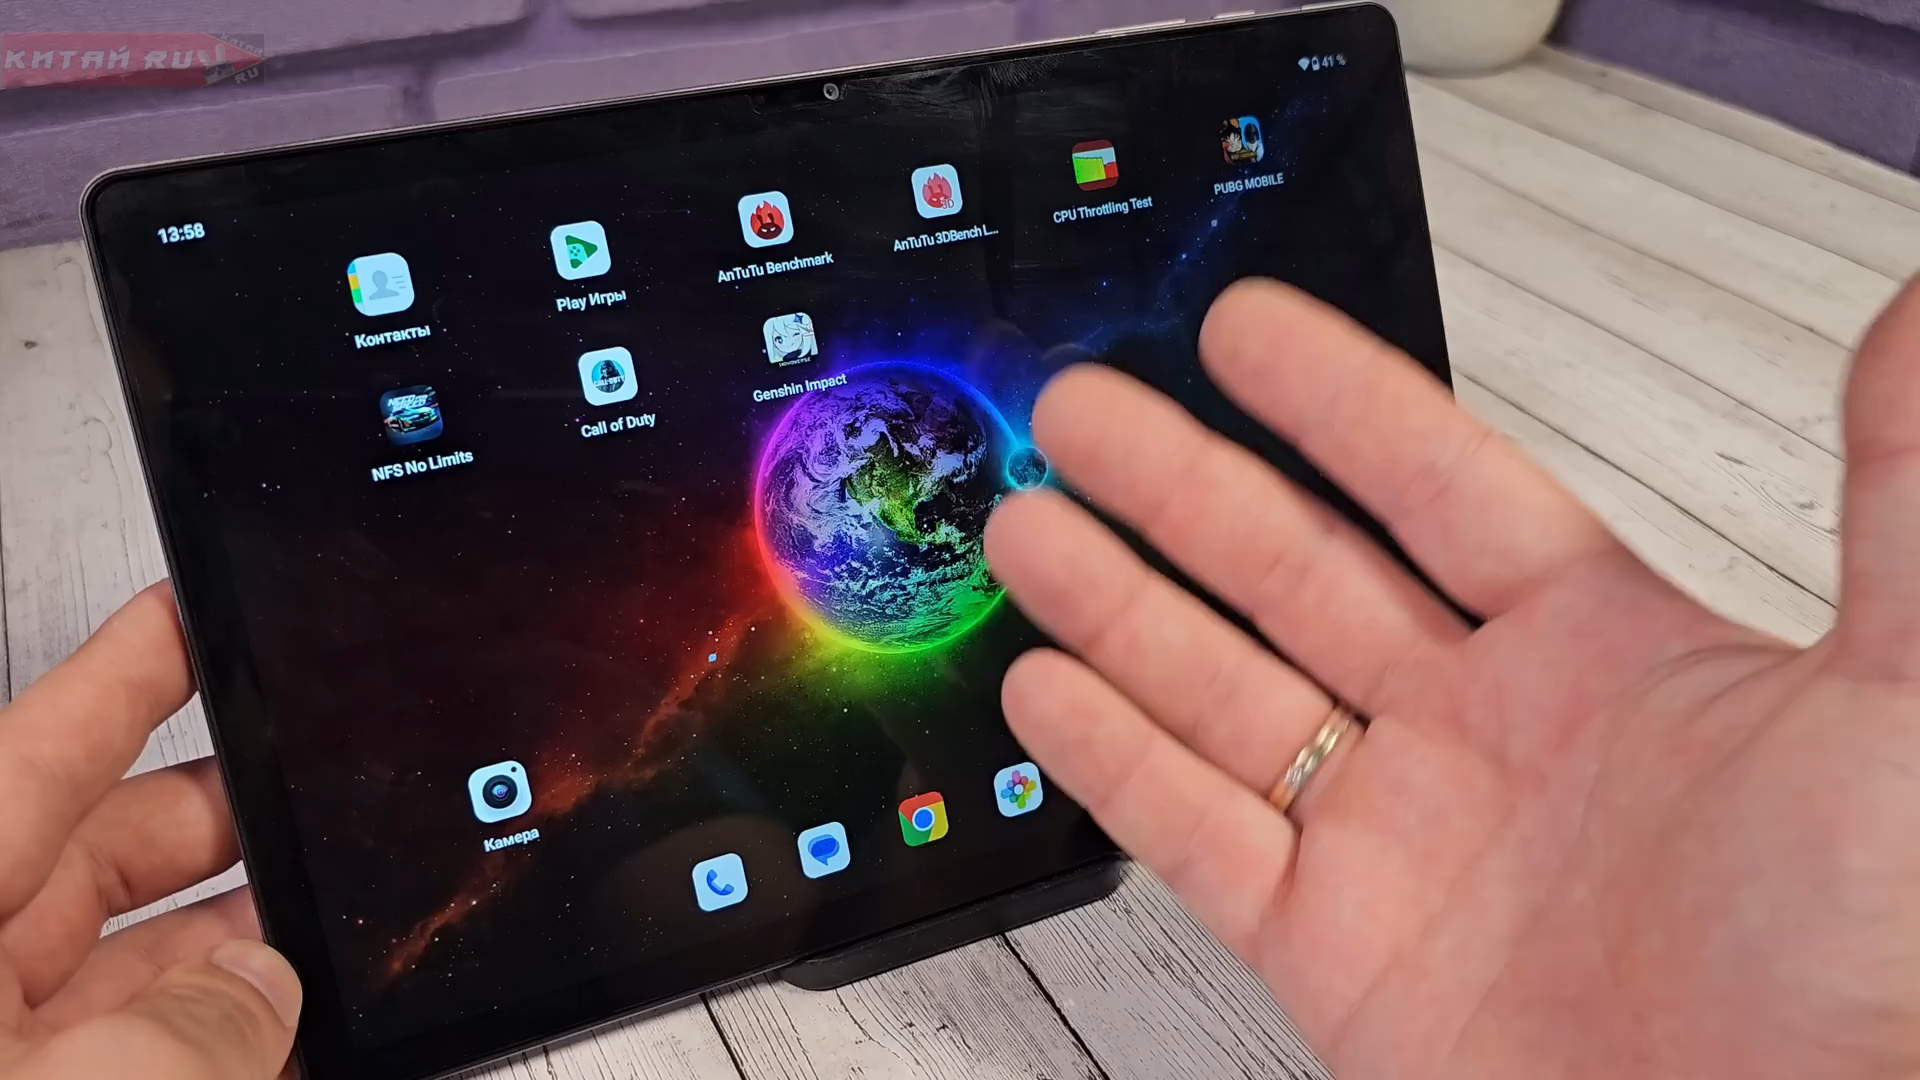 КИТАЙ RU
41 %
13:58
Контакты
Play Игры
AnTuTu Benchmark
AnTuTu 3DBench L...
CPU Throttling Test
PUBG MOBILE
NFS No Limits
Call of Duty
Genshin Impact
Камера